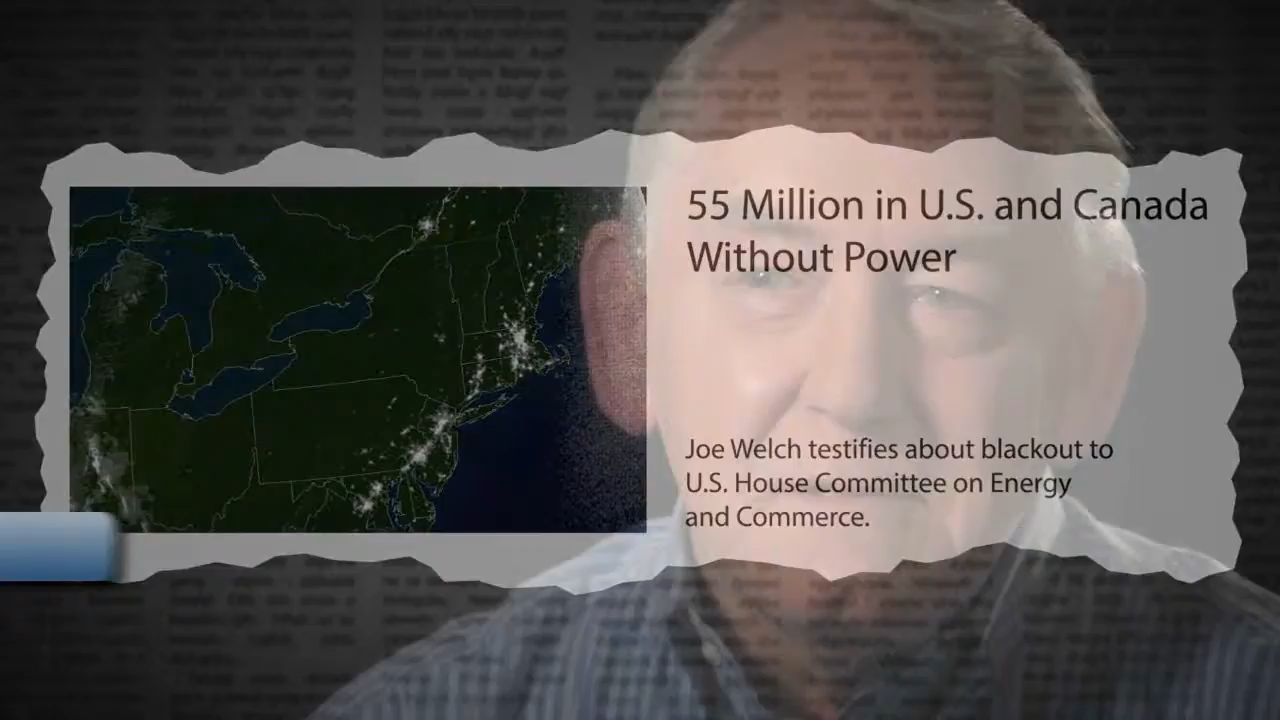 55 Million in U.S. and Canada
Without Power
Joe Welch testifies about blackout to
U.S. House Committee on Energy
and Commerce.